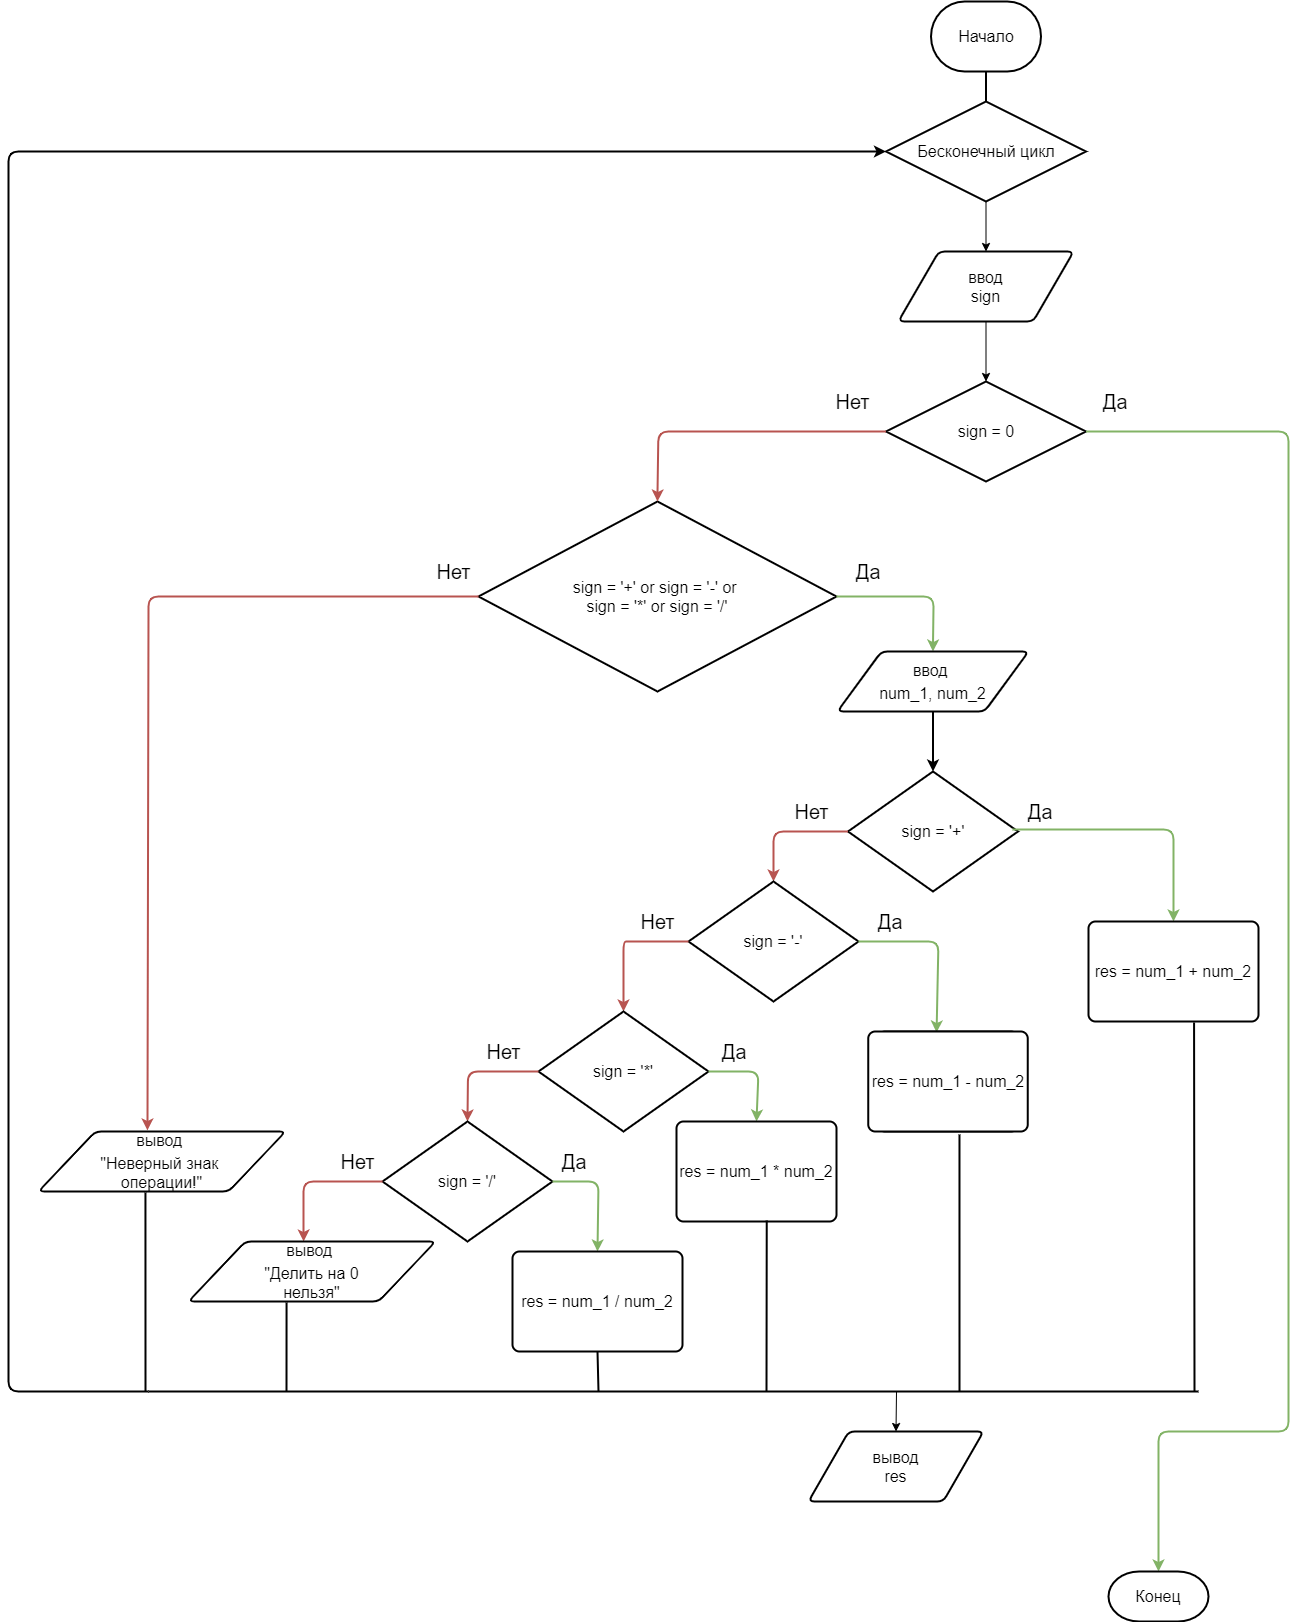 Начало
Бесконечный цикл
ввод
sign
Нет
Да
sign = 0
Нет
Да
sign = '+' or sign = '-' or
sign = '*' or sign = '/'
ввод
num_1, num_2
Нет
Да
sign = '+'
Нет
Да
sign = '-'
res = num_1 + num_2
Нет
Да
sign = '*'
res = num_1 - num_2
вывод
"Неверный знак
операции!"
Нет
Да
sign = '/'
res = num_1 * num_2
вывод
"Делить на 0
нельзя"
res = num_1 / num_2
вывод
res
Конец